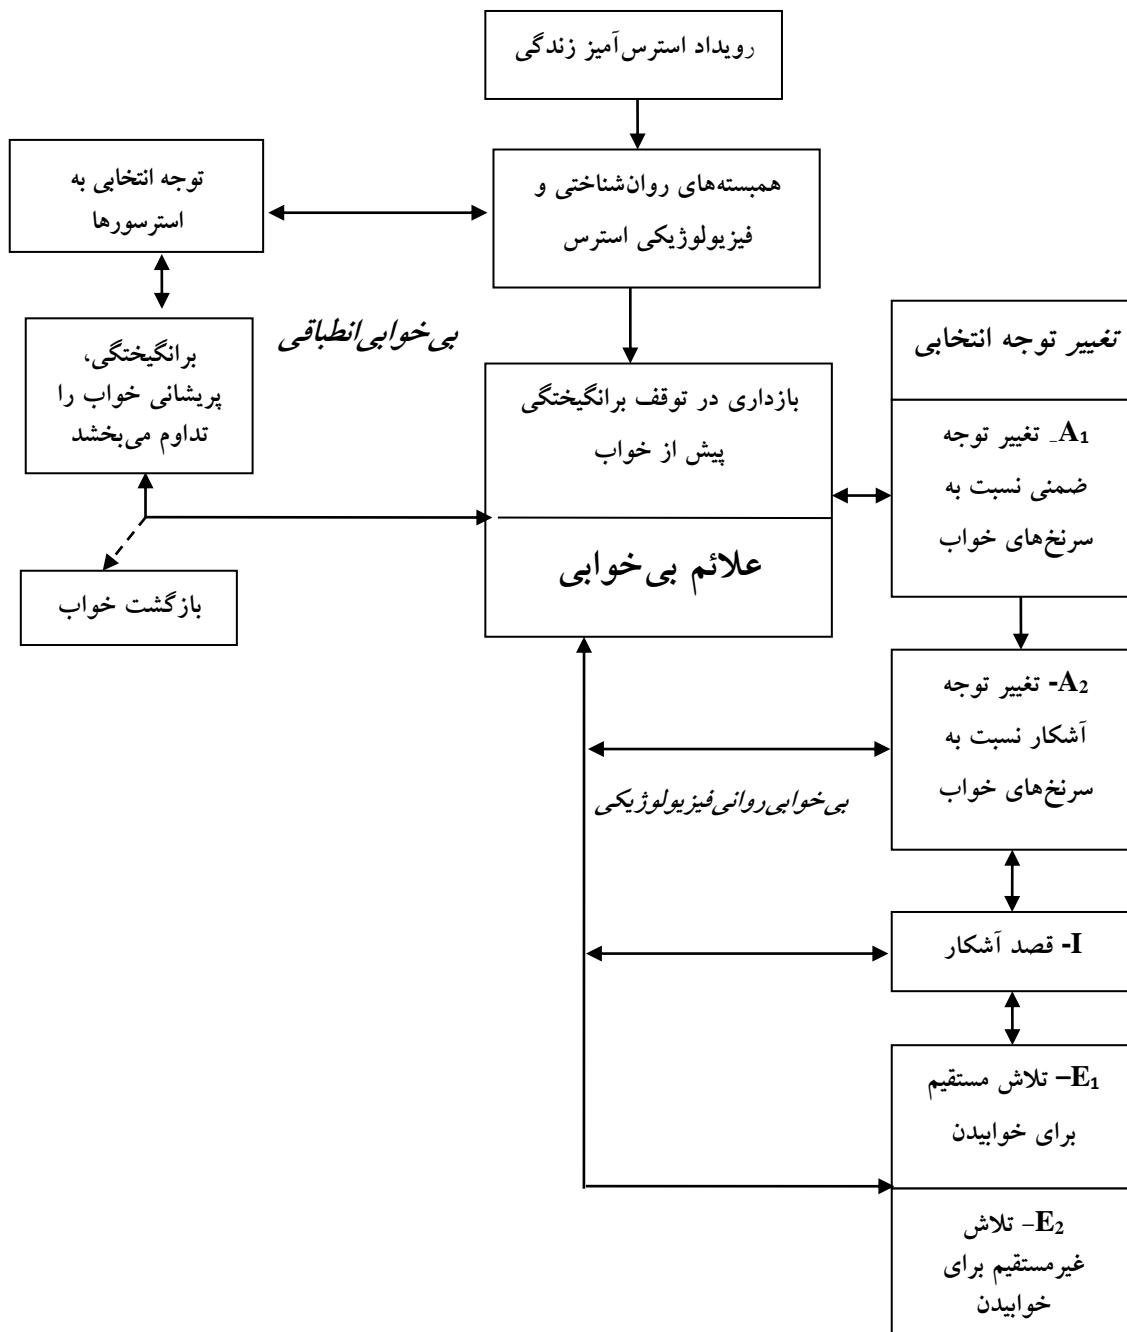 رویداد استرس‌آمیز زندگی
همبسته‌های روان‌شناختی و
فیزیولوژیکی استرس
توجه انتخابی به
استرسورها
برانگیختگی،
پریشانی خواب را
تداوم می‌بخشد
بی‌خوابی انطباقی
بازداری در توقف برانگیختگی
پیش از خواب
علائم بی‌خوابی
بازگشت خواب
تغییر توجه انتخابی
A₁- تغییر توجه
ضمنی نسبت به
سرنخ‌های خواب
A₂- تغییر توجه
آشکار نسبت به
سرنخ‌های خواب
بی‌خوابی روانی فیزیولوژیکی
I- قصد آشکار
E₁– تلاش مستقیم
برای خوابیدن
E₂– تلاش
غیرمستقیم برای
خوابیدن